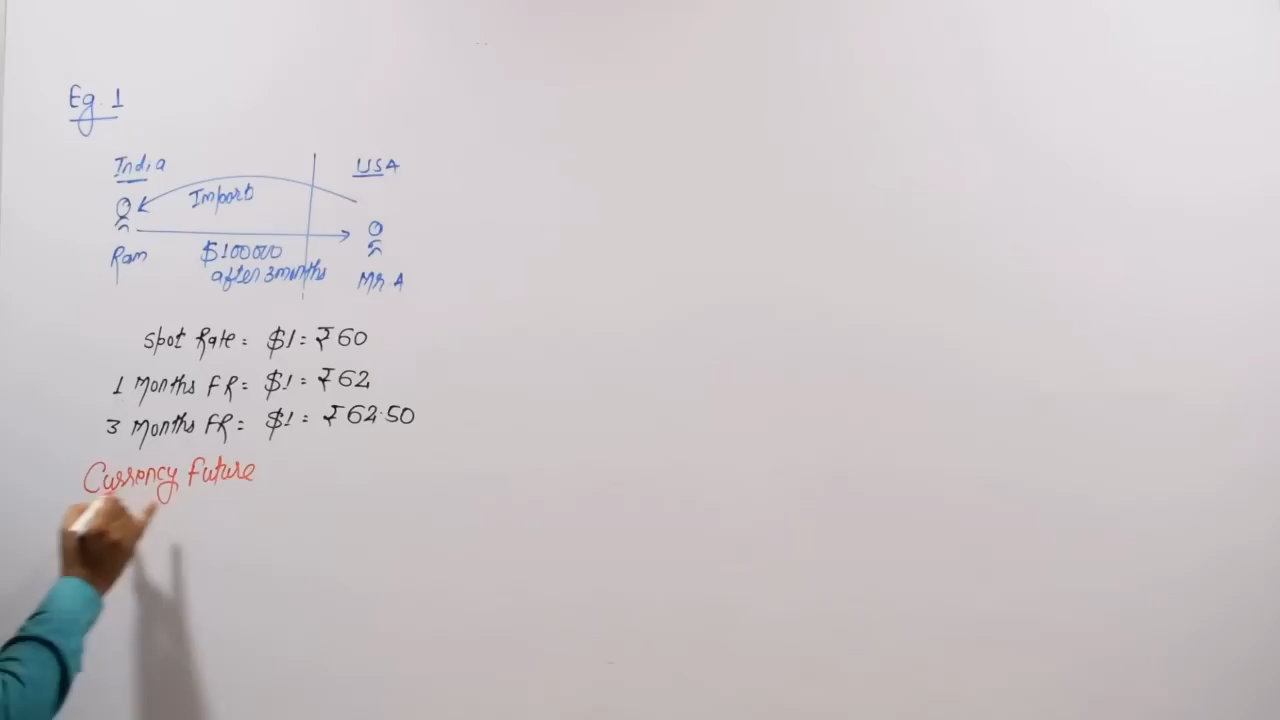 Eg. 1
India USA
Import
Ram $100000
after 3 months Mr A
Spot Rate = $1 = ₹60
1 Months FR = $1 = ₹62
3 Months FR = $1 = ₹62.50
Currency Future